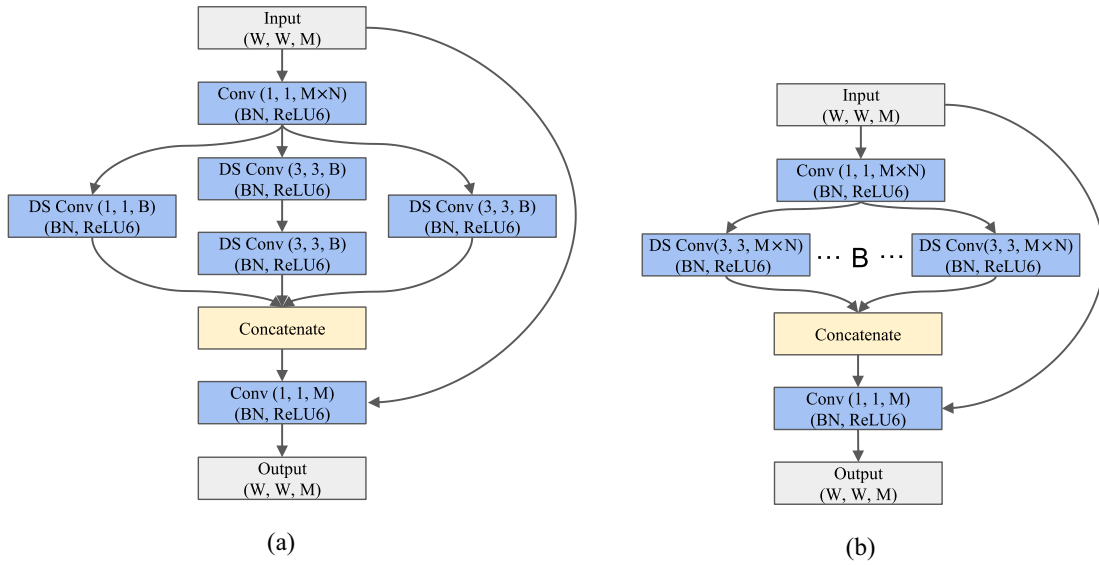 (a)
Input
(W, W, M)
Conv (1, 1, M×N)
(BN, ReLU6)
DS Conv (3, 3, B)
(BN, ReLU6)
DS Conv (1, 1, B)
(BN, ReLU6)
DS Conv (3, 3, B)
(BN, ReLU6)
DS Conv (3, 3, B)
(BN, ReLU6)
Concatenate
Conv (1, 1, M)
(BN, ReLU6)
Output
(W, W, M)
(a)
Input
(W, W, M)
Conv (1, 1, M×N)
(BN, ReLU6)
DS Conv(3, 3, M×N)
(BN, ReLU6)
··· B ···
DS Conv(3, 3, M×N)
(BN, ReLU6)
Concatenate
Conv (1, 1, M)
(BN, ReLU6)
Output
(W, W, M)
(b)